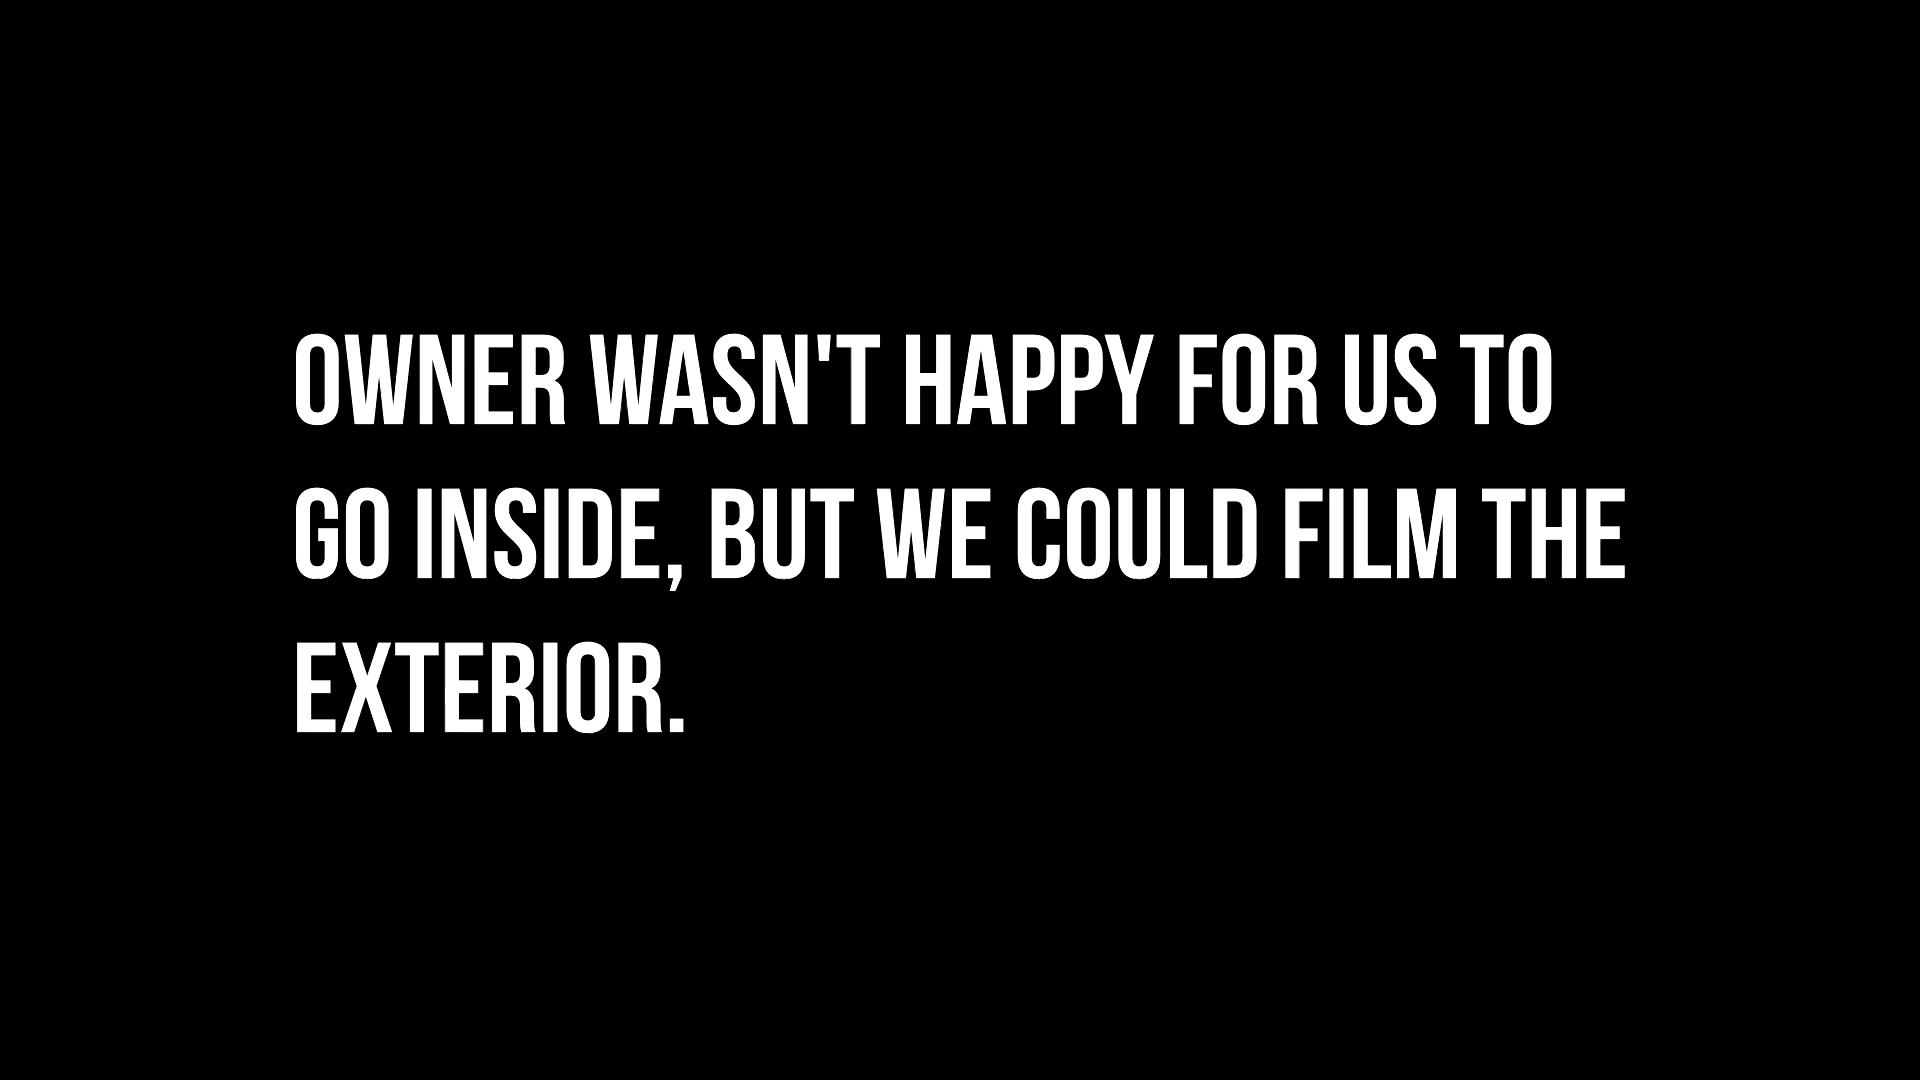 OWNER WASN'T HAPPY FOR US TO
GO INSIDE, BUT WE COULD FILM THE
EXTERIOR.